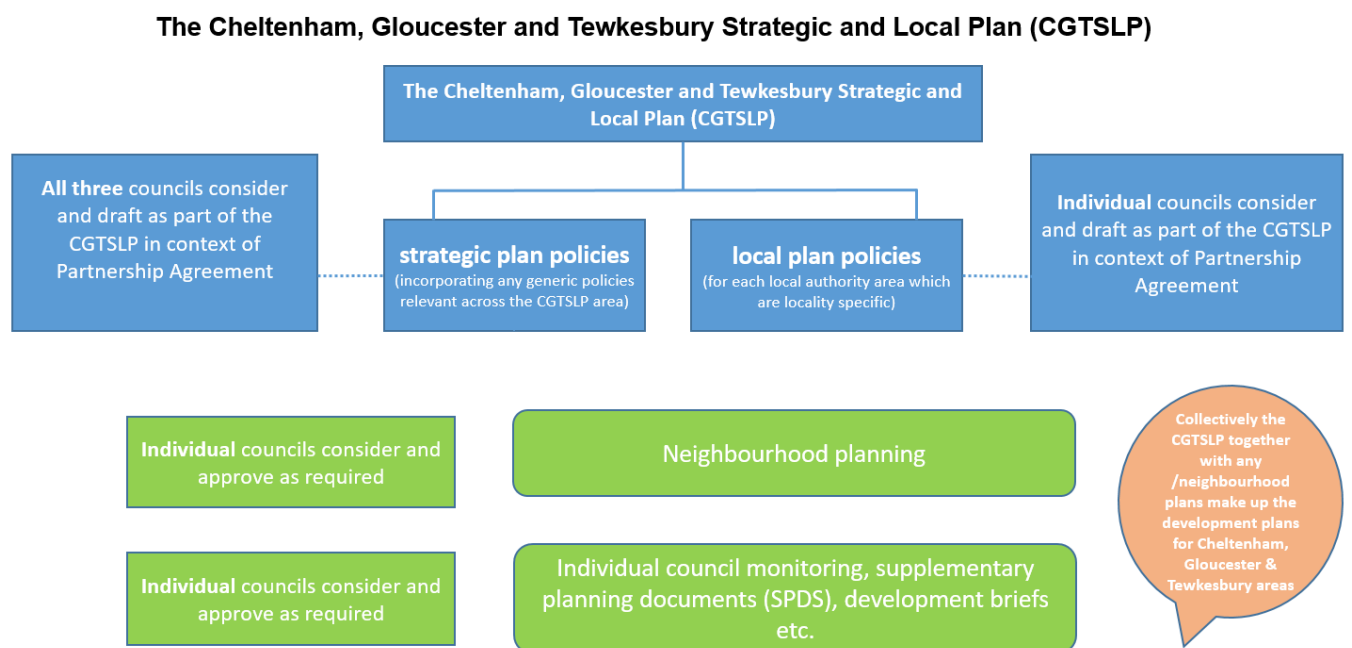 The Cheltenham, Gloucester and Tewkesbury Strategic and Local Plan (CGTSLP)
The Cheltenham, Gloucester and Tewkesbury Strategic and
Local Plan (CGTSLP)
All three councils consider
and draft as part of the
CGTSLP in context of
Partnership Agreement
strategic plan policies
(incorporating any generic policies
relevant across the CGTSLP area)
local plan policies
(for each local authority area which
are locality specific)
Individual councils consider
and draft as part of the CGTSLP
in context of Partnership
Agreement
Individual councils consider and
approve as required
Neighbourhood planning
Collectively the
CGTSLP together
with any
/neighbourhood
plans make up the
development plans
for Cheltenham,
Gloucester &
Tewkesbury areas
Individual councils consider and
approve as required
Individual council monitoring, supplementary
planning documents (SPDS), development briefs
etc.